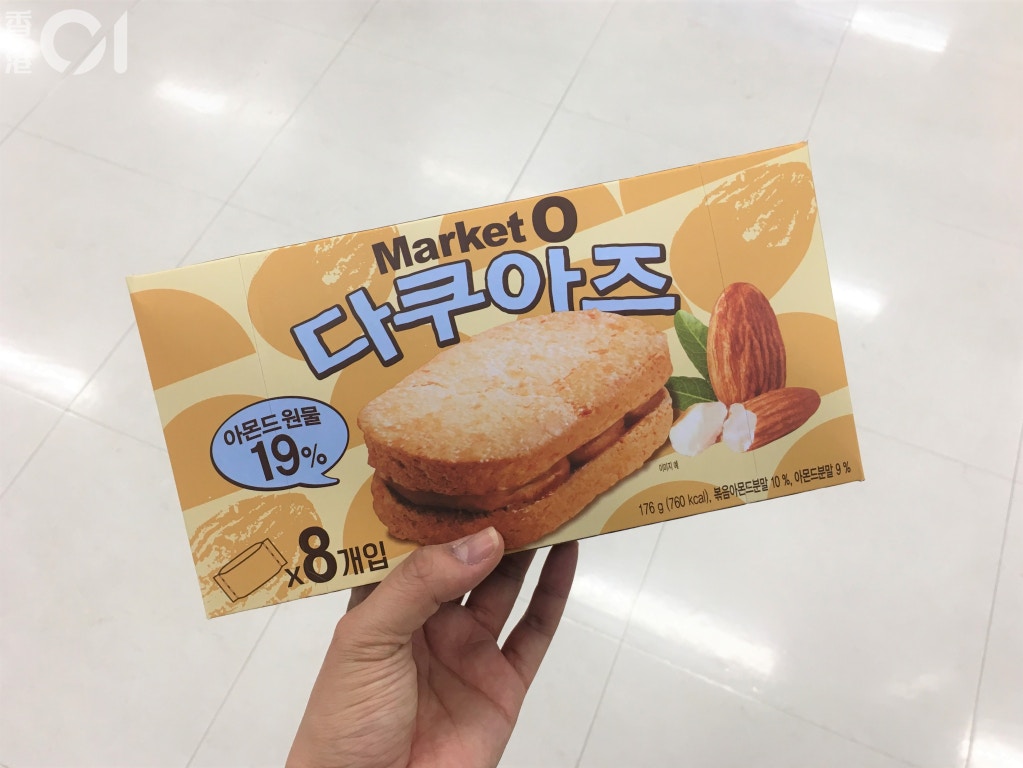 香港01
Market O
다쿠아즈
아몬드 원물
19%
x8개입
이미지 예
176 g (760 kcal), 볶음아몬드분말 10 %, 아몬드분말 9 %